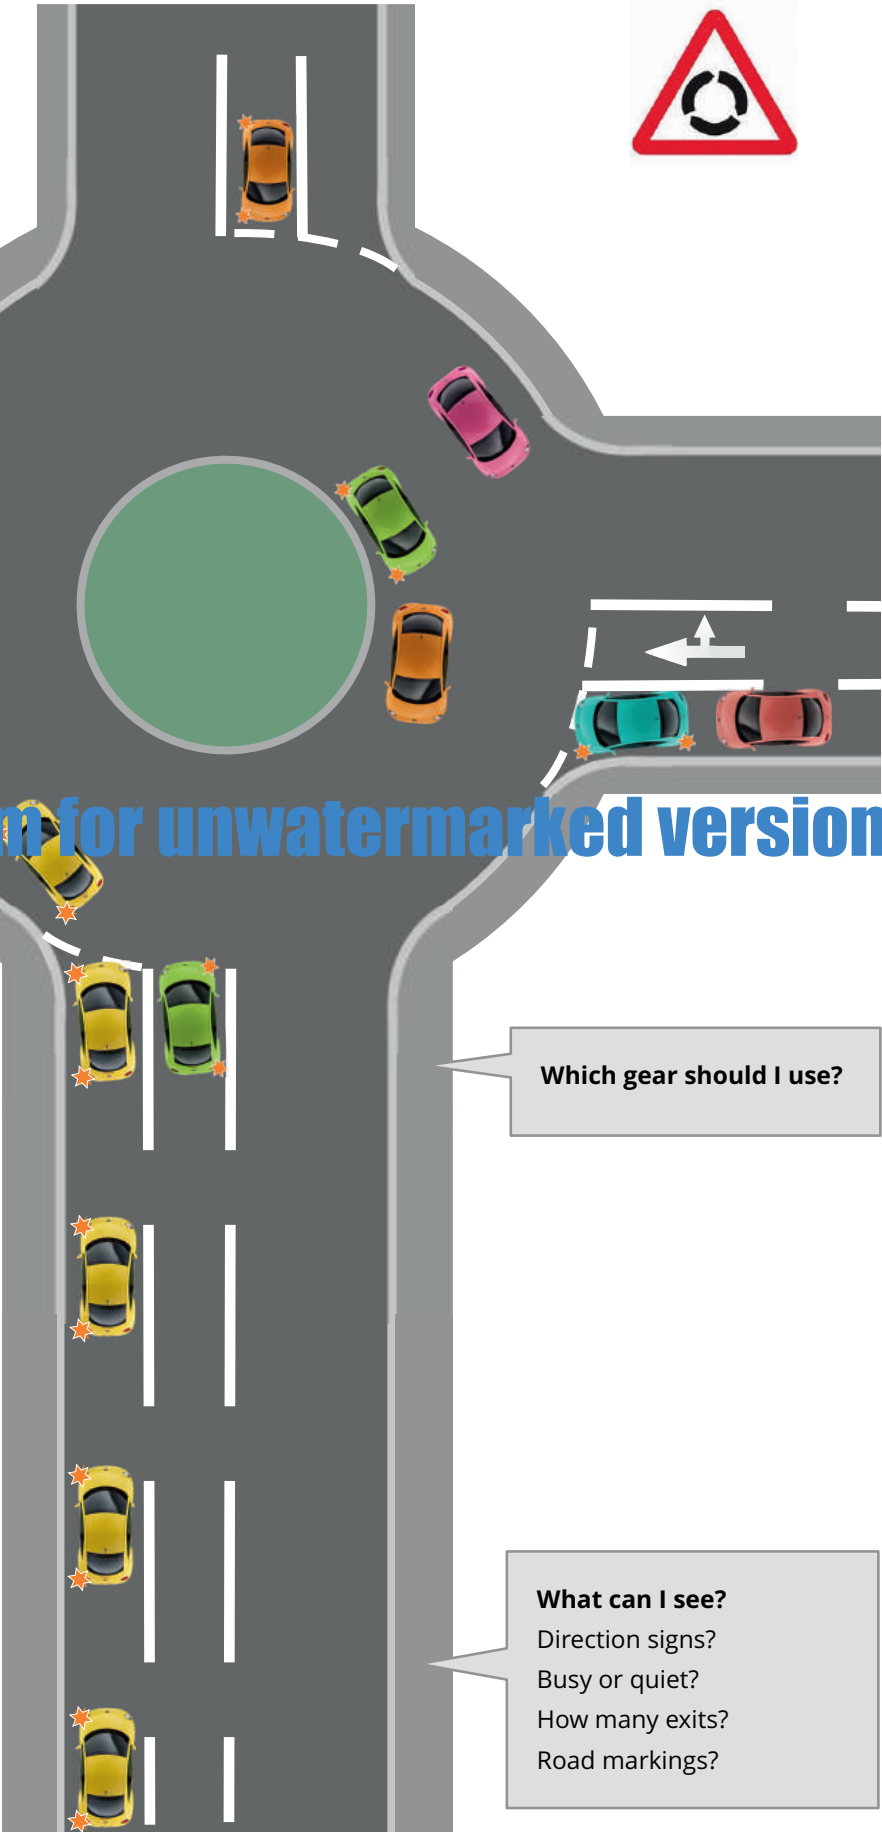 for unwatermarked version
Which gear should I use?
What can I see?
Direction signs?
Busy or quiet?
How many exits?
Road markings?